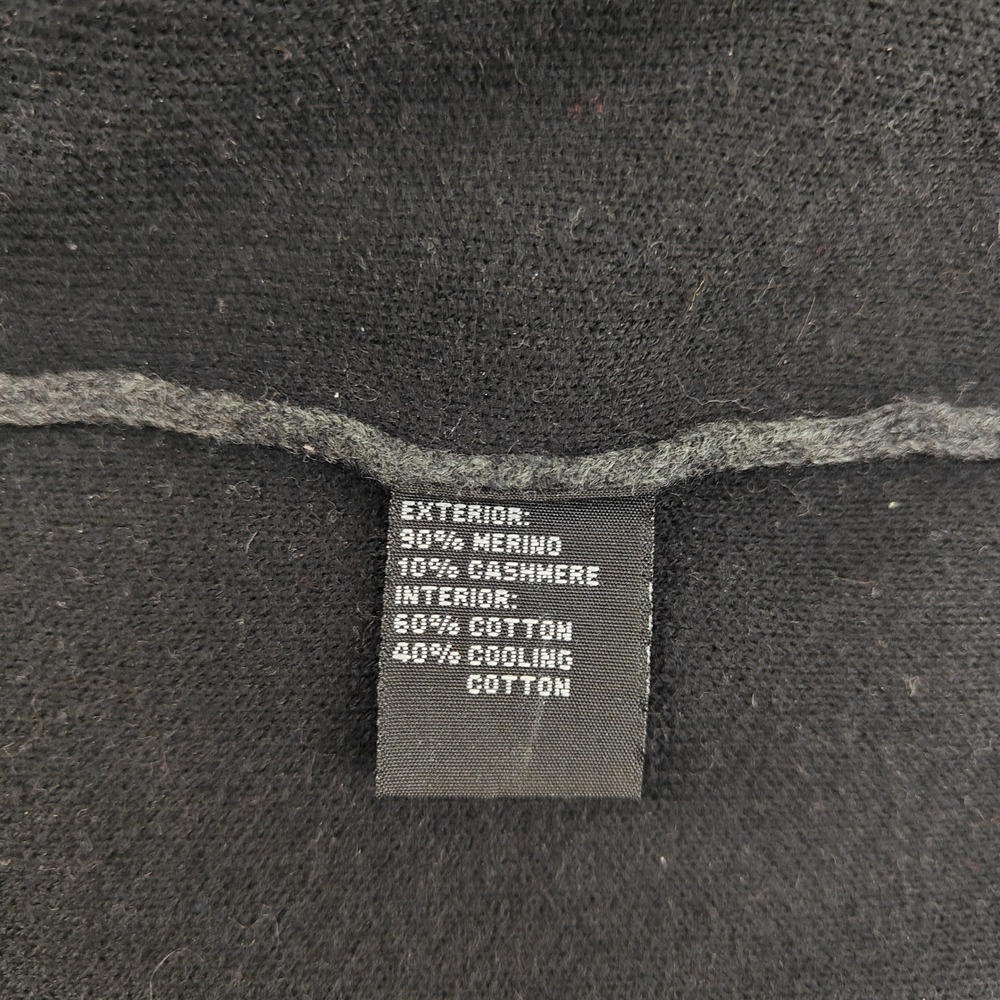 EXTERIOR:
90% MERINO
10% CASHMERE
INTERIOR:
60% COTTON
40% COOLING
COTTON